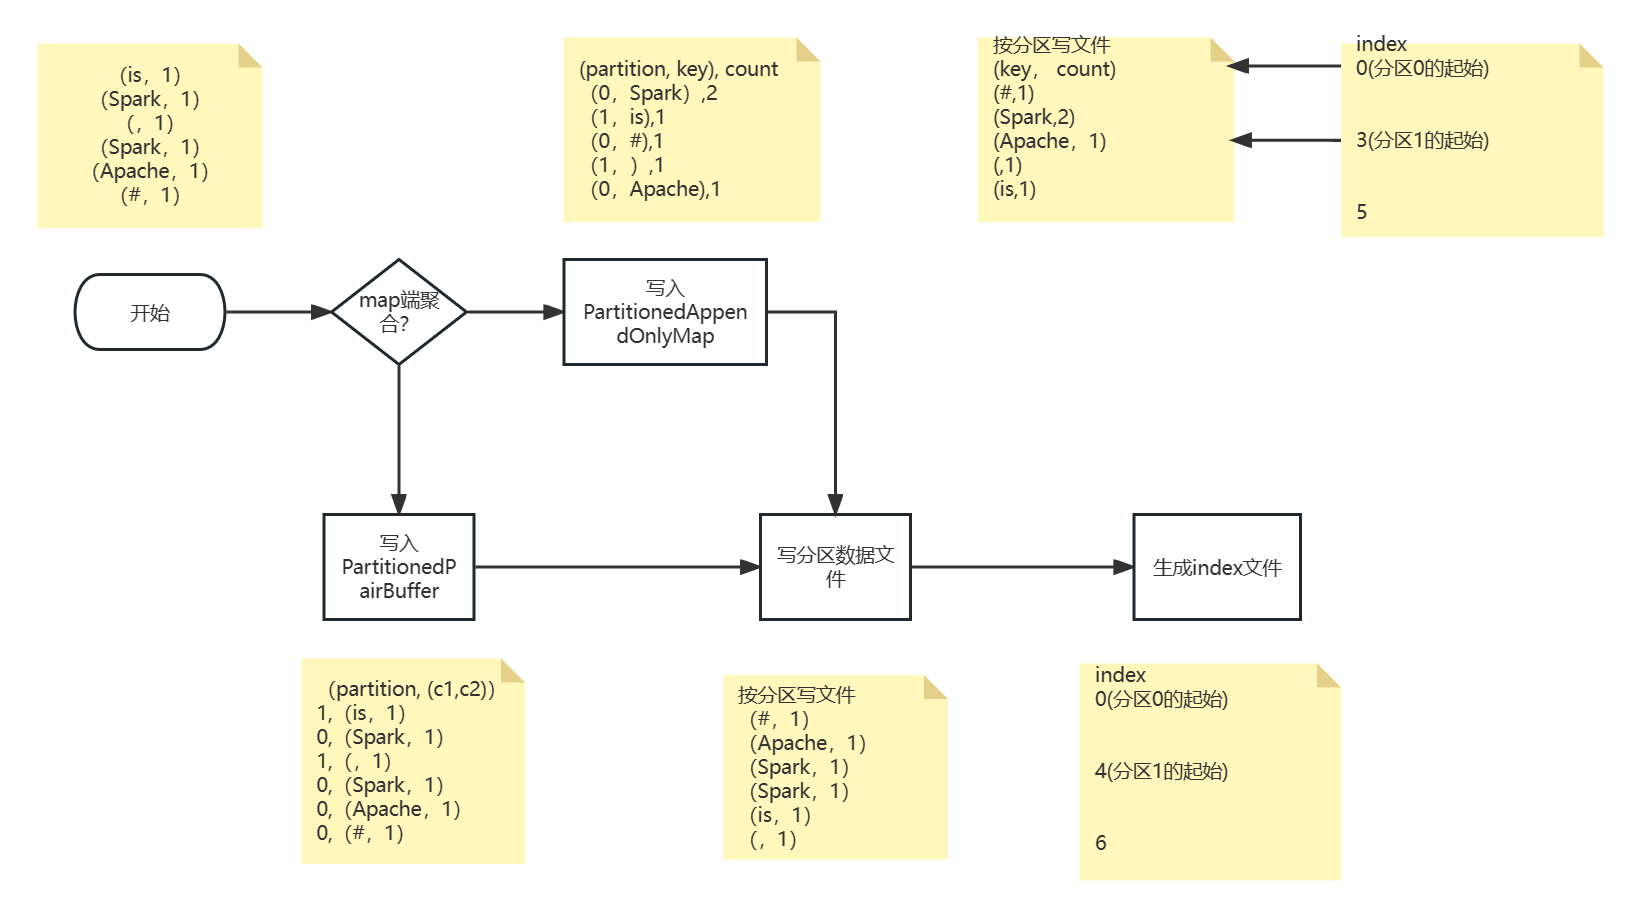 (is，1)
(Spark，1)
(，1)
(Spark，1)
(Apache，1)
(#，1)
(partition, key), count
(0，Spark）,2
(1，is),1
(0，#),1
(1，）,1
(0，Apache),1
按分区写文件
(key， count)
(#,1)
(Spark,2)
(Apache，1)
(,1)
(is,1)
index
0(分区0的起始)
3(分区1的起始)
5
开始
map端聚
合？
写入
PartitionedAppen
dOnlyMap
写入
PartitionedP
airBuffer
写分区数据文
件
生成index文件
（partition, (c1,c2)）
1,（is，1）
0,（Spark，1）
1,（，1）
0,（Spark，1）
0,（Apache，1）
0,（#，1）
按分区写文件
（#，1）
（Apache，1）
（Spark，1）
（Spark，1）
（is，1）
（，1）
index
0(分区0的起始)
4(分区1的起始)
6